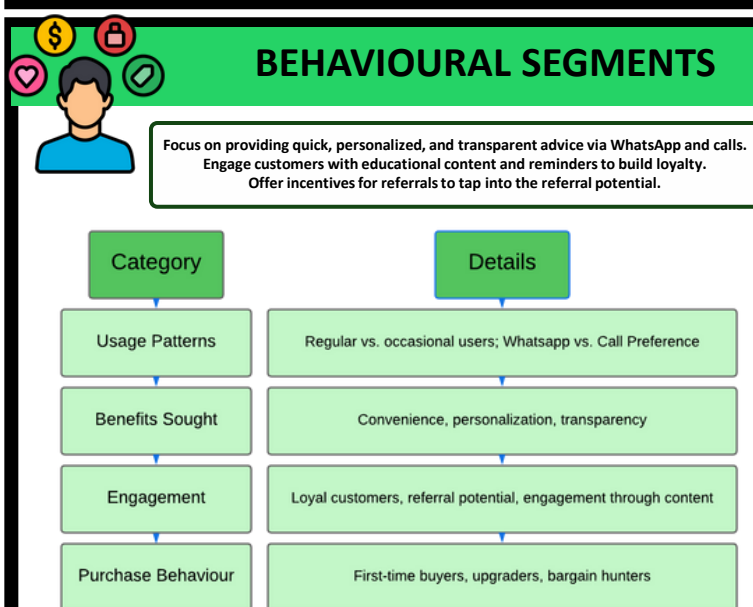 BEHAVIOURAL SEGMENTS
Focus on providing quick, personalized, and transparent advice via WhatsApp and calls.
Engage customers with educational content and reminders to build loyalty.
Offer incentives for referrals to tap into the referral potential.
Category
Details
Usage Patterns
Regular vs. occasional users; Whatsapp vs. Call Preference
Benefits Sought
Convenience, personalization, transparency
Engagement
Loyal customers, referral potential, engagement through content
Purchase Behaviour
First-time buyers, upgraders, bargain hunters